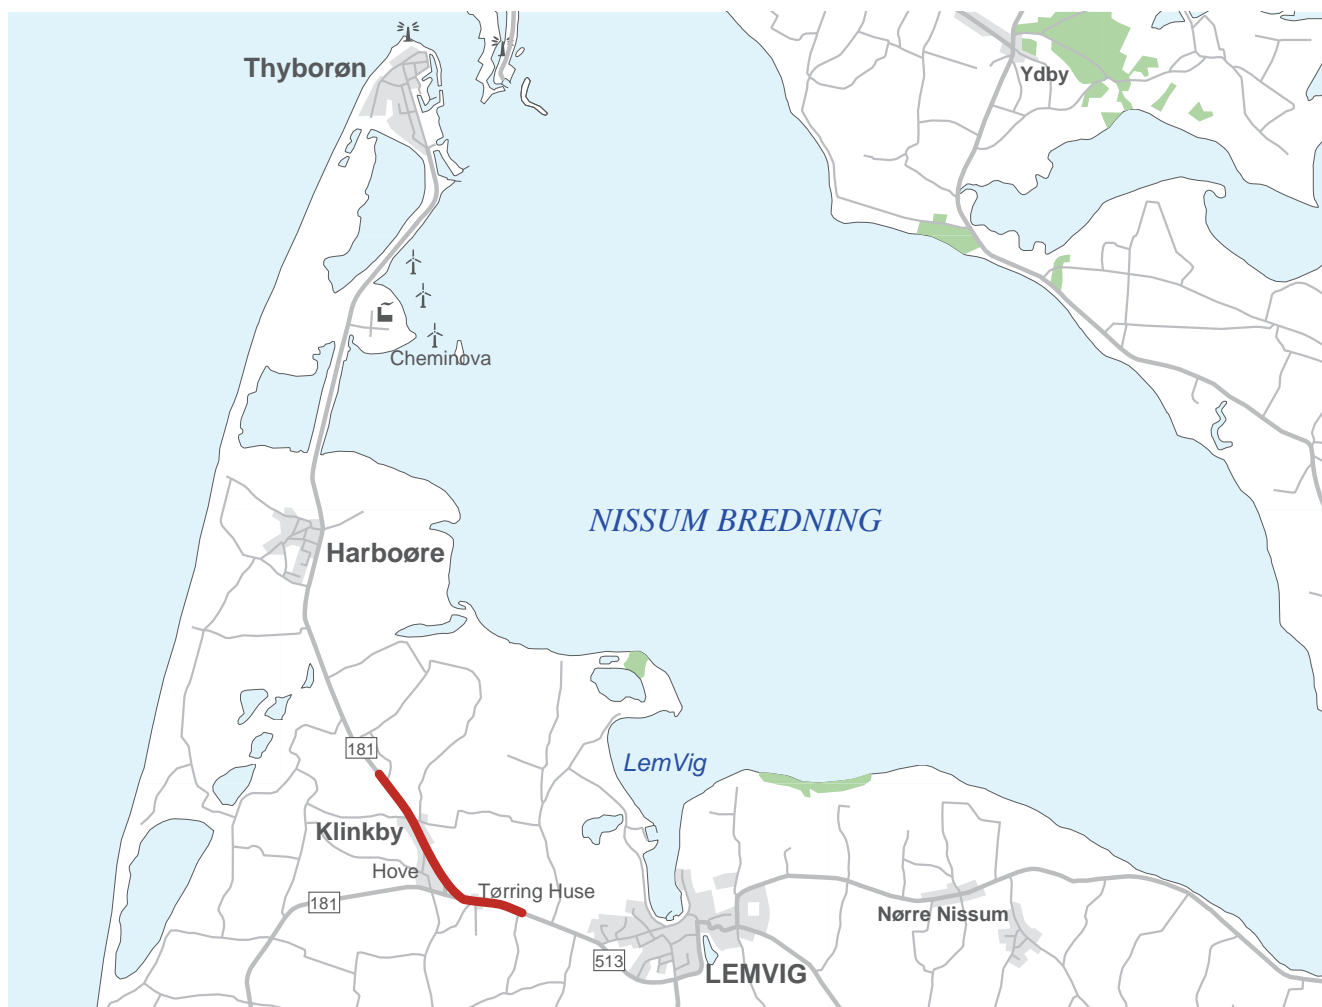 Thyborøn
Ydby
Cheminova
NISSUM BREDNING
Harboøre
181
LemVig
Klinkby
Hove
Tørring Huse
181
Nørre Nissum
513
LEMVIG